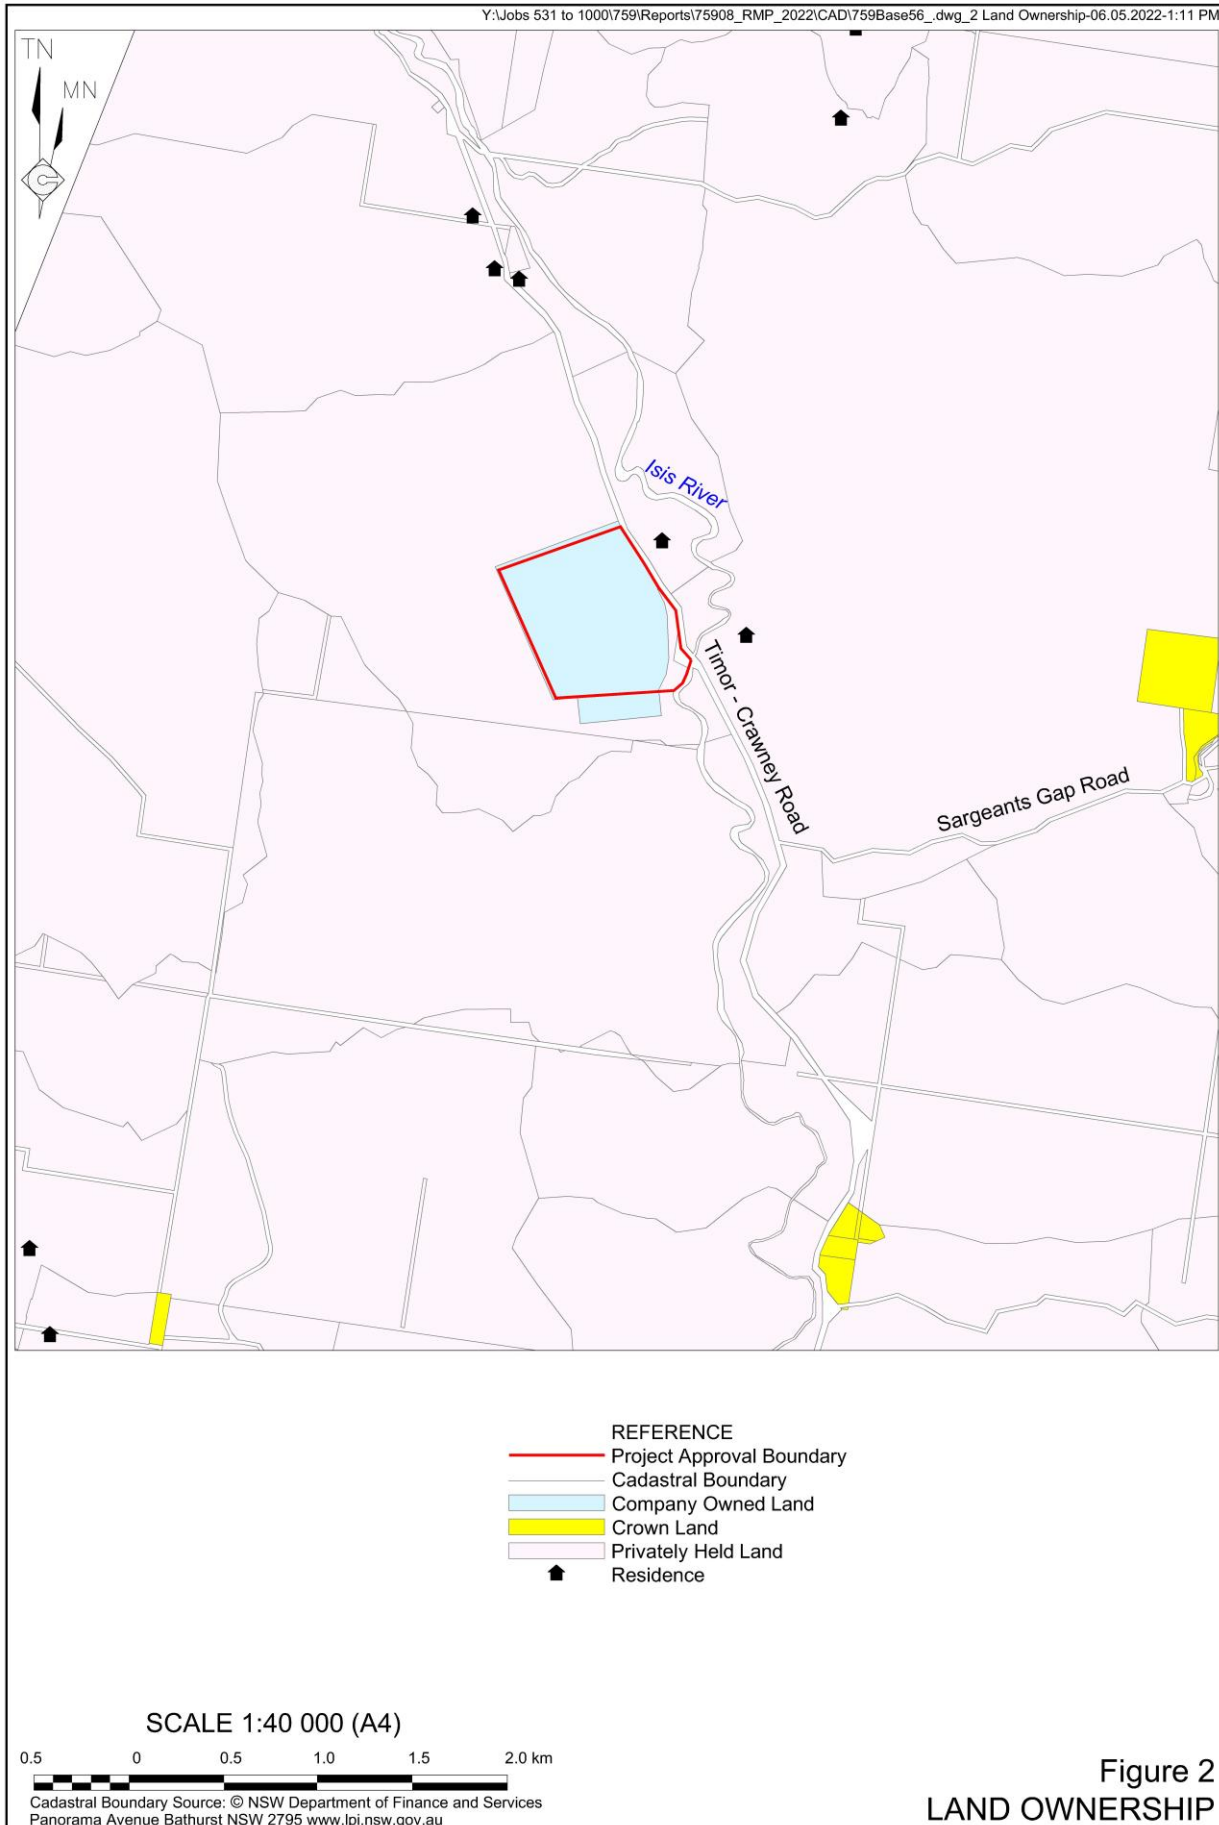 Y:\Jobs 531 to 1000\759\Reports\75908_RMP_2022\CAD\759Base56_.dwg_2 Land Ownership-06.05.2022-1:11 PM
TN
MN
Isis River
Timor - Crawney Road
Sargeants Gap Road
REFERENCE
Project Approval Boundary
Cadastral Boundary
Company Owned Land
Crown Land
Privately Held Land
Residence
SCALE 1:40 000 (A4)
0.5 0 0.5 1.0 1.5 2.0 km
Cadastral Boundary Source: © NSW Department of Finance and Services
Panorama Avenue Bathurst NSW 2795 www.lpi.nsw.gov.au
Figure 2
LAND OWNERSHIP